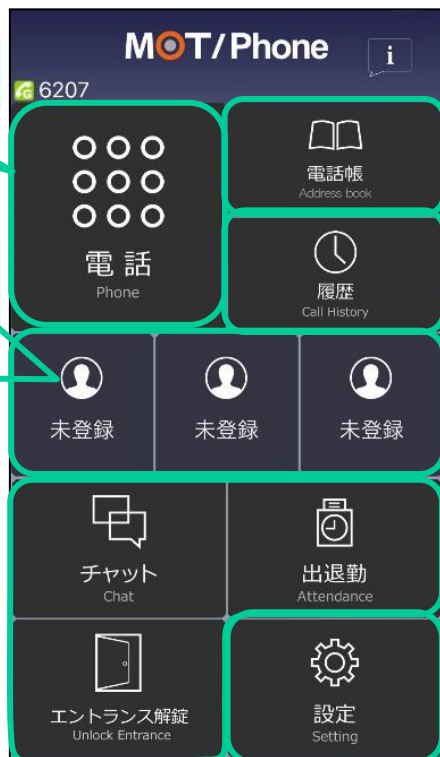 MOT/Phone
i
6207
電話
Phone
電話帳
Address book
履歴
Call History
未登録
未登録
未登録
チャット
Chat
出退勤
Attendance
エントランス解錠
Unlock Entrance
設定
Setting